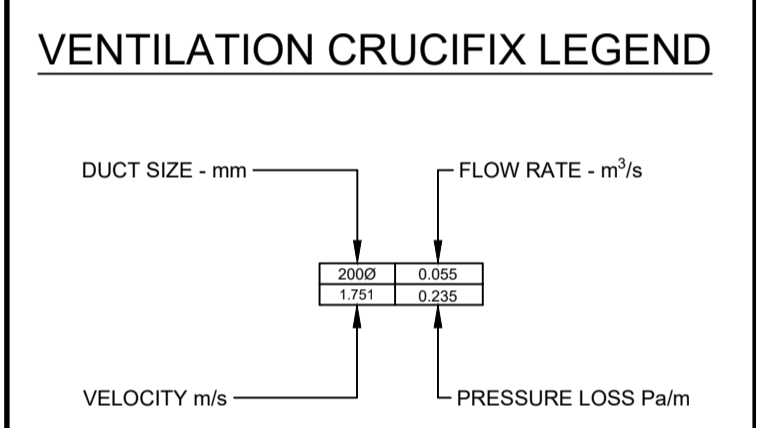 VENTILATION CRUCIFIX LEGEND
DUCT SIZE - mm
FLOW RATE - m³/s
200Ø 0.055
1.751 0.235
VELOCITY m/s
PRESSURE LOSS Pa/m